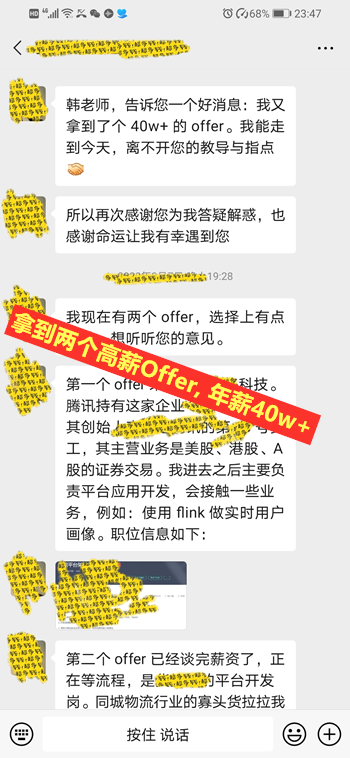 HD 46 68% 23:47
韩老师，告诉您一个好消息：我又
拿到了个 40w+ 的 offer。我能走
到今天，离不开您的教导与指点
所以再次感谢您为我答疑解惑，也
感谢命运让我有幸遇到您
19:28
我现在有两个 offer，选择上有点
想听听您的意见。
拿到两个高薪Offer, 年薪40w+
第一个 offer
科技。
腾讯持有这家企业
其创始人
的第
工，其主营业务是美股、港股、A
股的证券交易。我进去之后主要负
责平台应用开发，会接触一些业
务，例如：使用 flink 做实时用户
画像。职位信息如下：
第二个 offer 已经谈完薪资了，正
在等流程，是
的平台开发
岗。同城物流行业的寡头货拉拉我
按住 说话